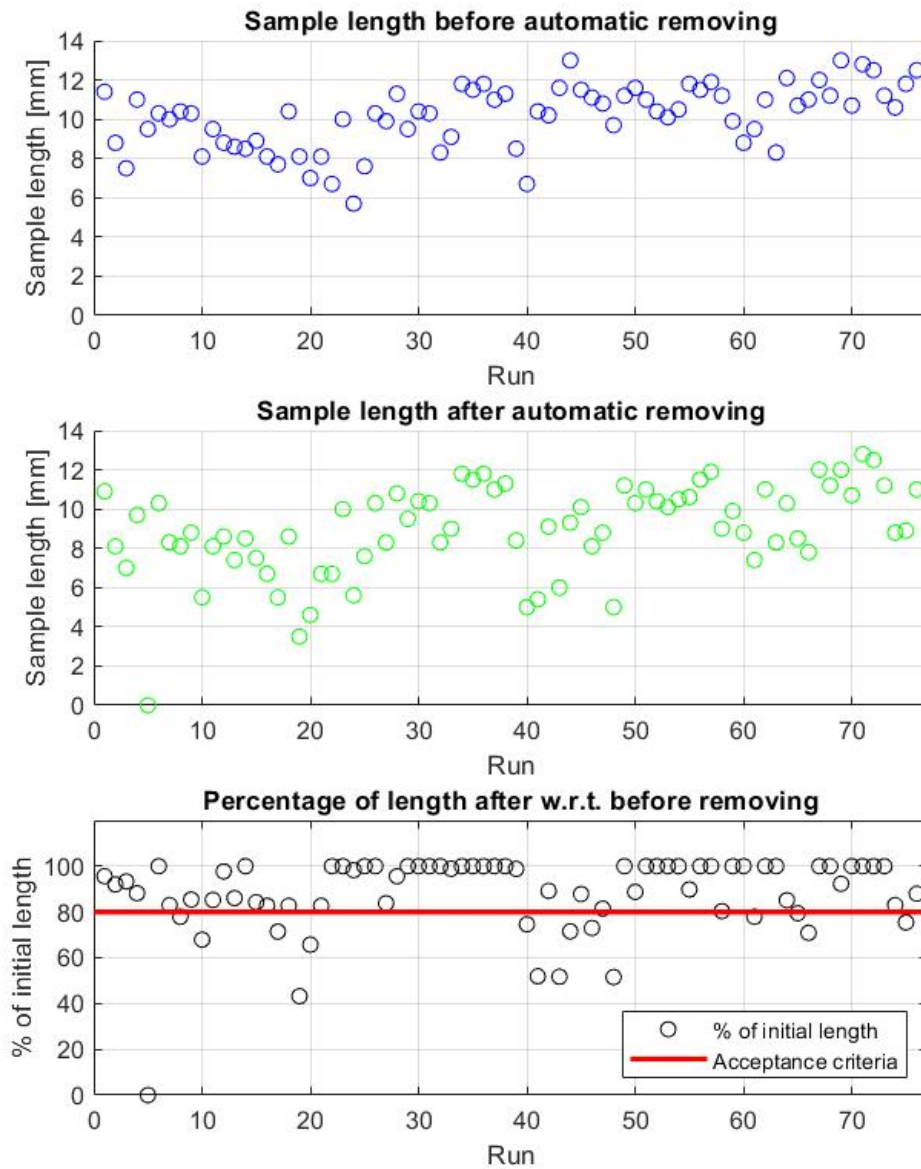 Sample length before automatic removing
14
12
10
8
6
4
2
0
Sample length [mm]
0 10 20 30 40 50 60 70
Run
Sample length after automatic removing
14
12
10
8
6
4
2
0
Sample length [mm]
0 10 20 30 40 50 60 70
Run
Percentage of length after w.r.t. before removing
100
80
60
40
20
0
% of initial length
% of initial length
Acceptance criteria
0 10 20 30 40 50 60 70
Run